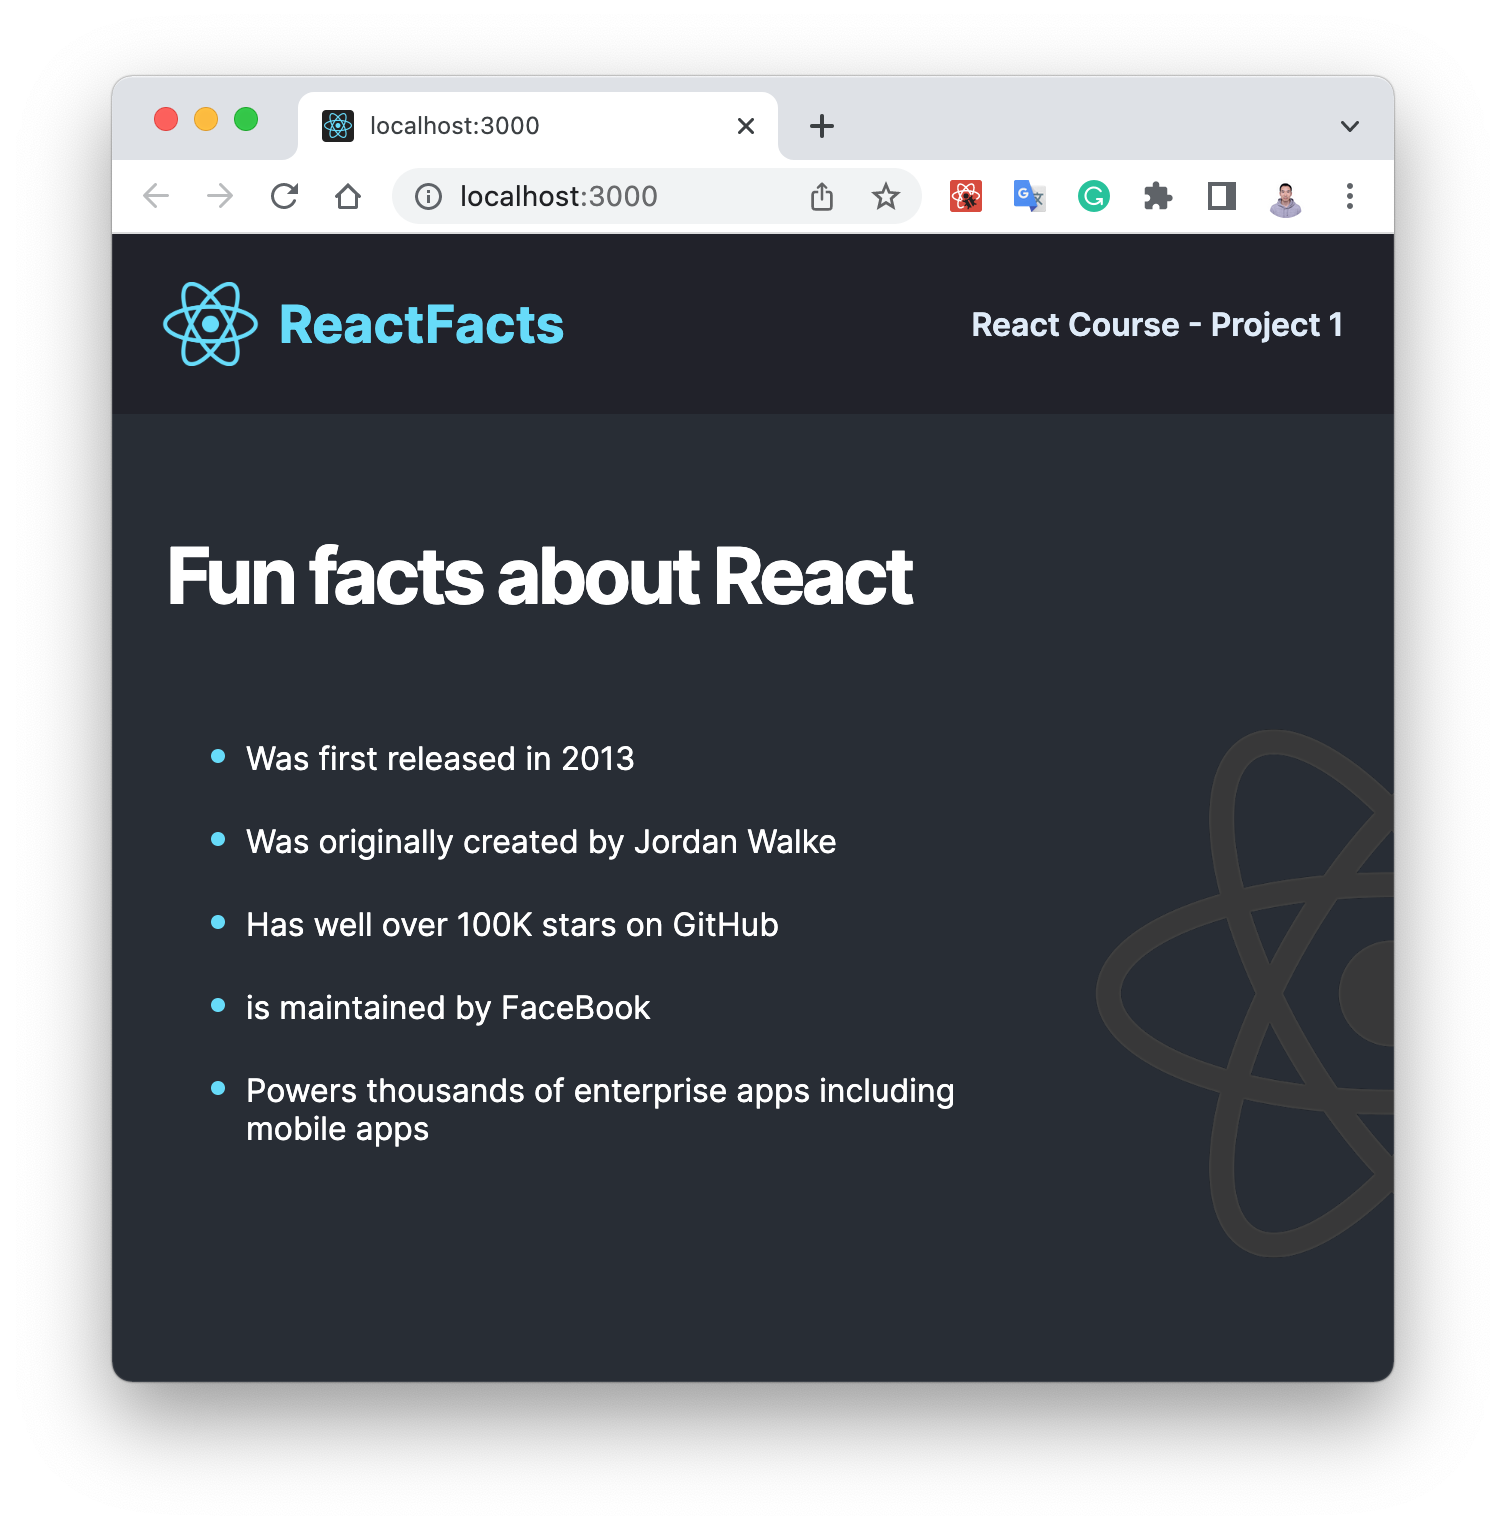 localhost:3000
localhost:3000
ReactFacts
React Course - Project 1
Fun facts about React
Was first released in 2013
Was originally created by Jordan Walke
Has well over 100K stars on GitHub
is maintained by FaceBook
Powers thousands of enterprise apps including
mobile apps